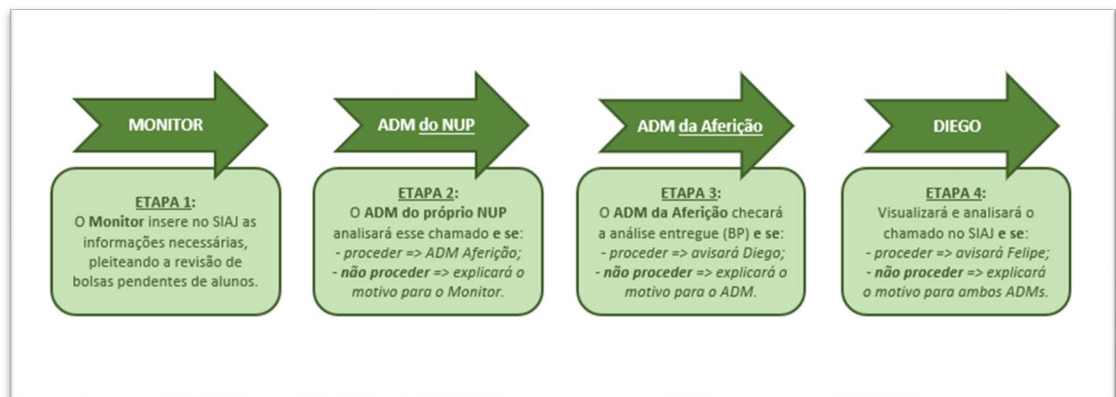 MONITOR
ETAPA 1:
O Monitor insere no SIAJ as
informações necessárias,
pleiteando a revisão de
bolsas pendentes de alunos.
ADM do NUP
ETAPA 2:
O ADM do próprio NUP
analisará esse chamado e se:
- proceder => ADM Aferição;
- não proceder => explicará o
motivo para o Monitor.
ADM da Aferição
ETAPA 3:
O ADM da Aferição checará
a análise entregue (BP) e se:
- proceder => avisará Diego;
- não proceder => explicará o
motivo para o ADM.
DIEGO
ETAPA 4:
Visualizará e analisará o
chamado no SIAJ e se:
- proceder => avisará Felipe;
- não proceder => explicará
o motivo para ambos ADMs.